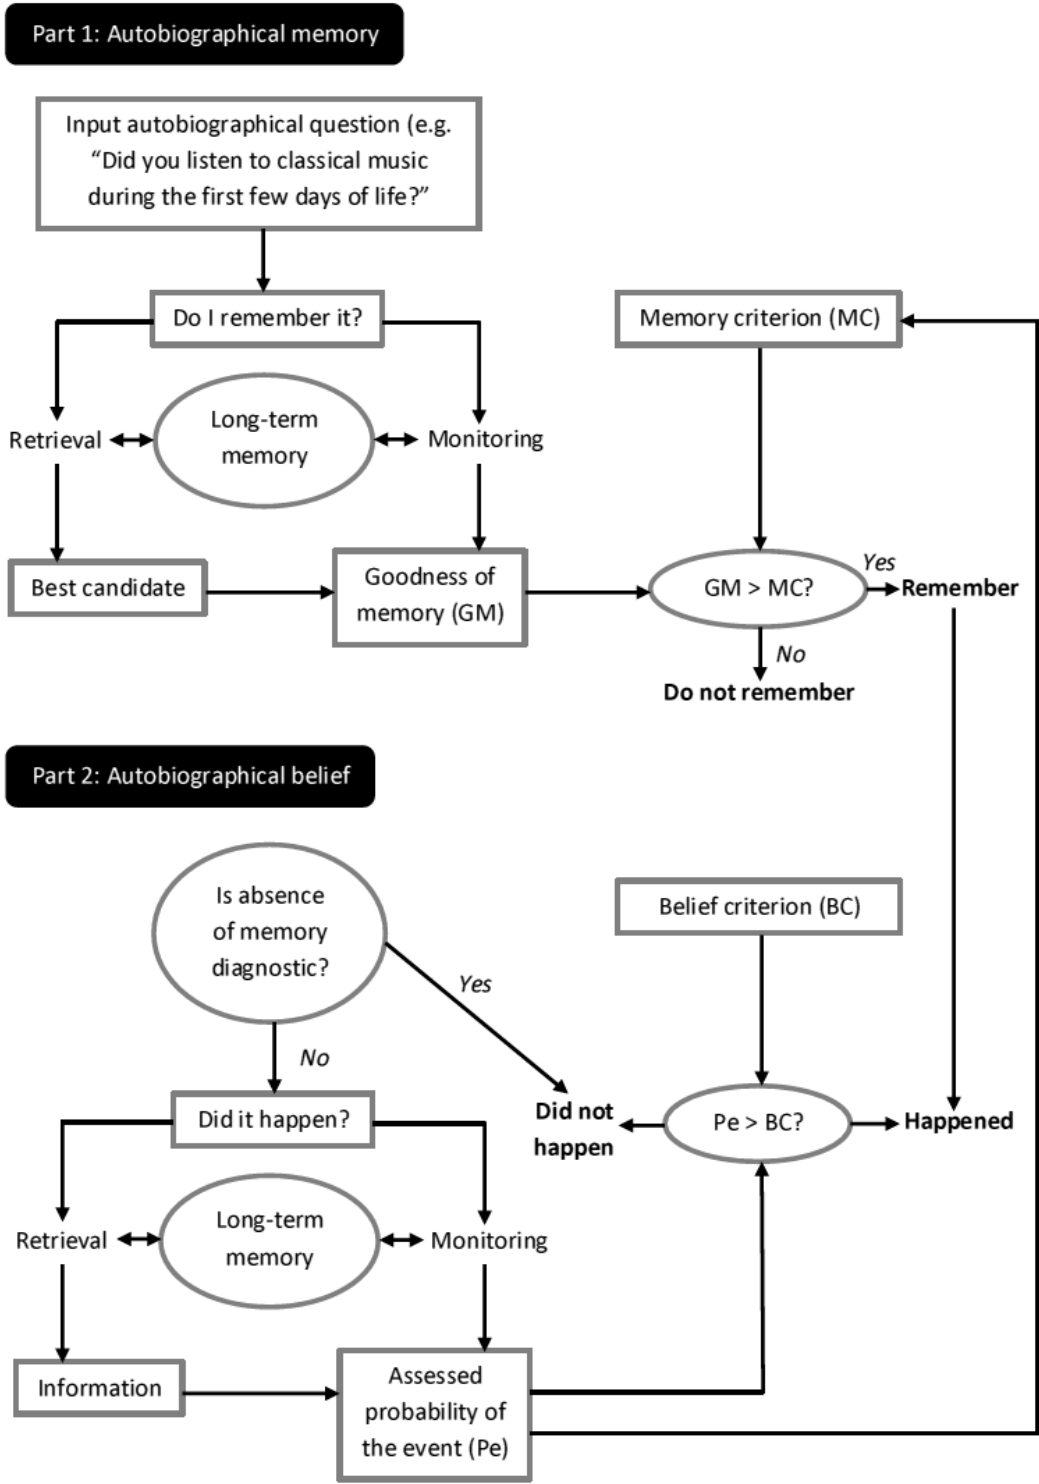 Part 1: Autobiographical memory
Input autobiographical question (e.g.
“Did you listen to classical music
during the first few days of life?”
Do I remember it?
Memory criterion (MC)
Long-term
memory
Retrieval
Monitoring
Best candidate
Goodness of
memory (GM)
GM > MC?
Yes
Remember
No
Do not remember
Part 2: Autobiographical belief
Is absence
of memory
diagnostic?
Belief criterion (BC)
Yes
No
Did it happen?
Did not
happen
Pe > BC?
Happened
Long-term
memory
Retrieval
Monitoring
Information
Assessed
probability of
the event (Pe)